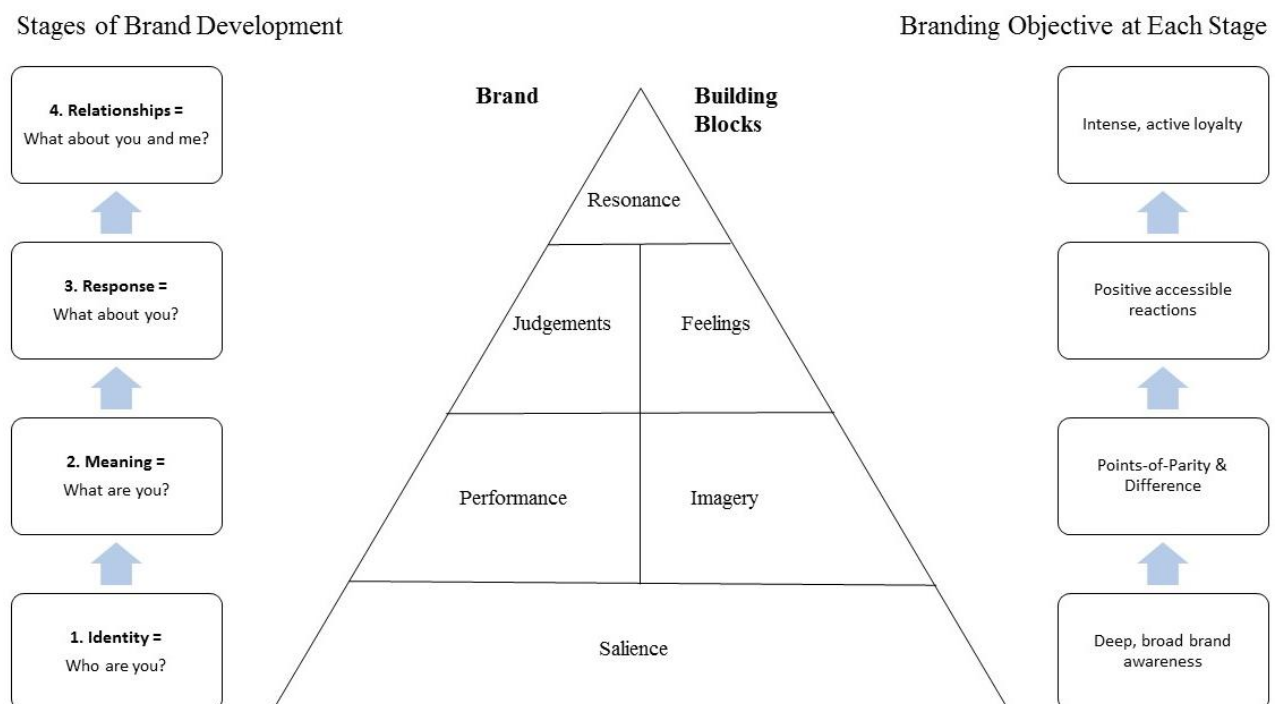 Stages of Brand Development
Branding Objective at Each Stage
4. Relationships =
What about you and me?
Brand
Building
Blocks
Intense, active loyalty
Resonance
3. Response =
What about you?
Judgements
Feelings
Positive accessible
reactions
2. Meaning =
What are you?
Performance
Imagery
Points-of-Parity &
Difference
1. Identity =
Who are you?
Salience
Deep, broad brand
awareness